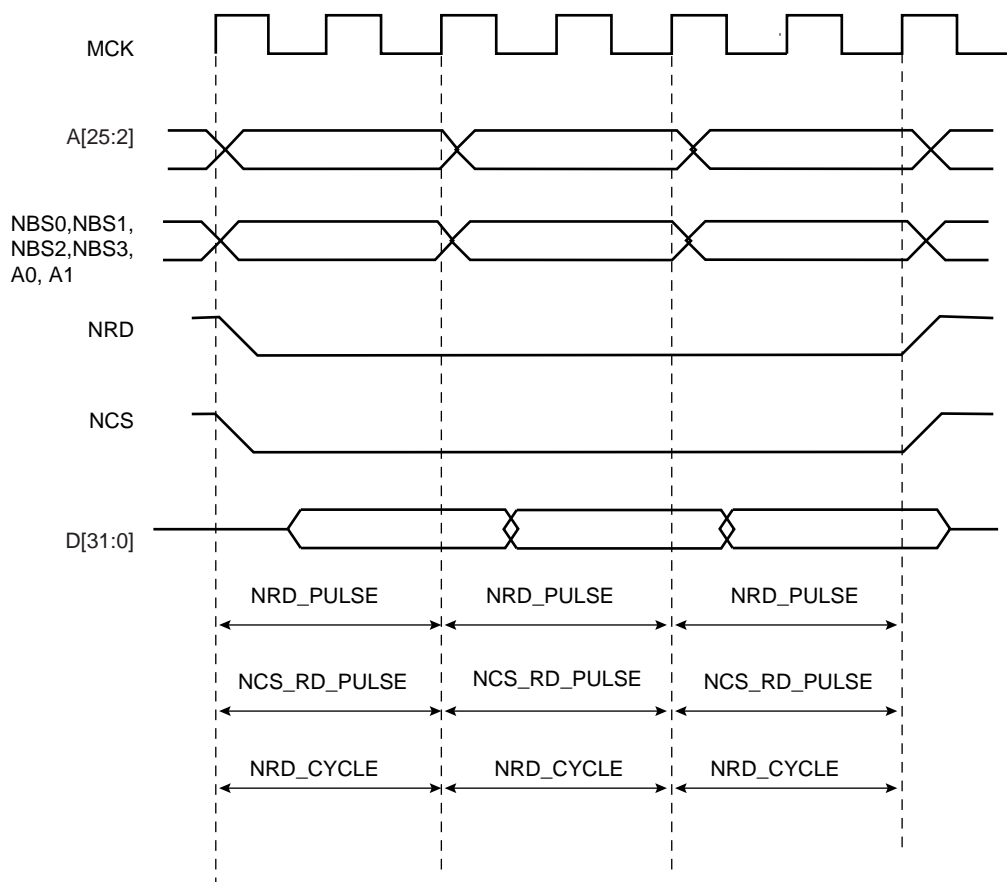 MCK
A[25:2]
NBS0,NBS1,
NBS2,NBS3,
A0, A1
NRD
NCS
D[31:0]
NRD_PULSE NRD_PULSE NRD_PULSE
NCS_RD_PULSE NCS_RD_PULSE NCS_RD_PULSE
NRD_CYCLE NRD_CYCLE NRD_CYCLE